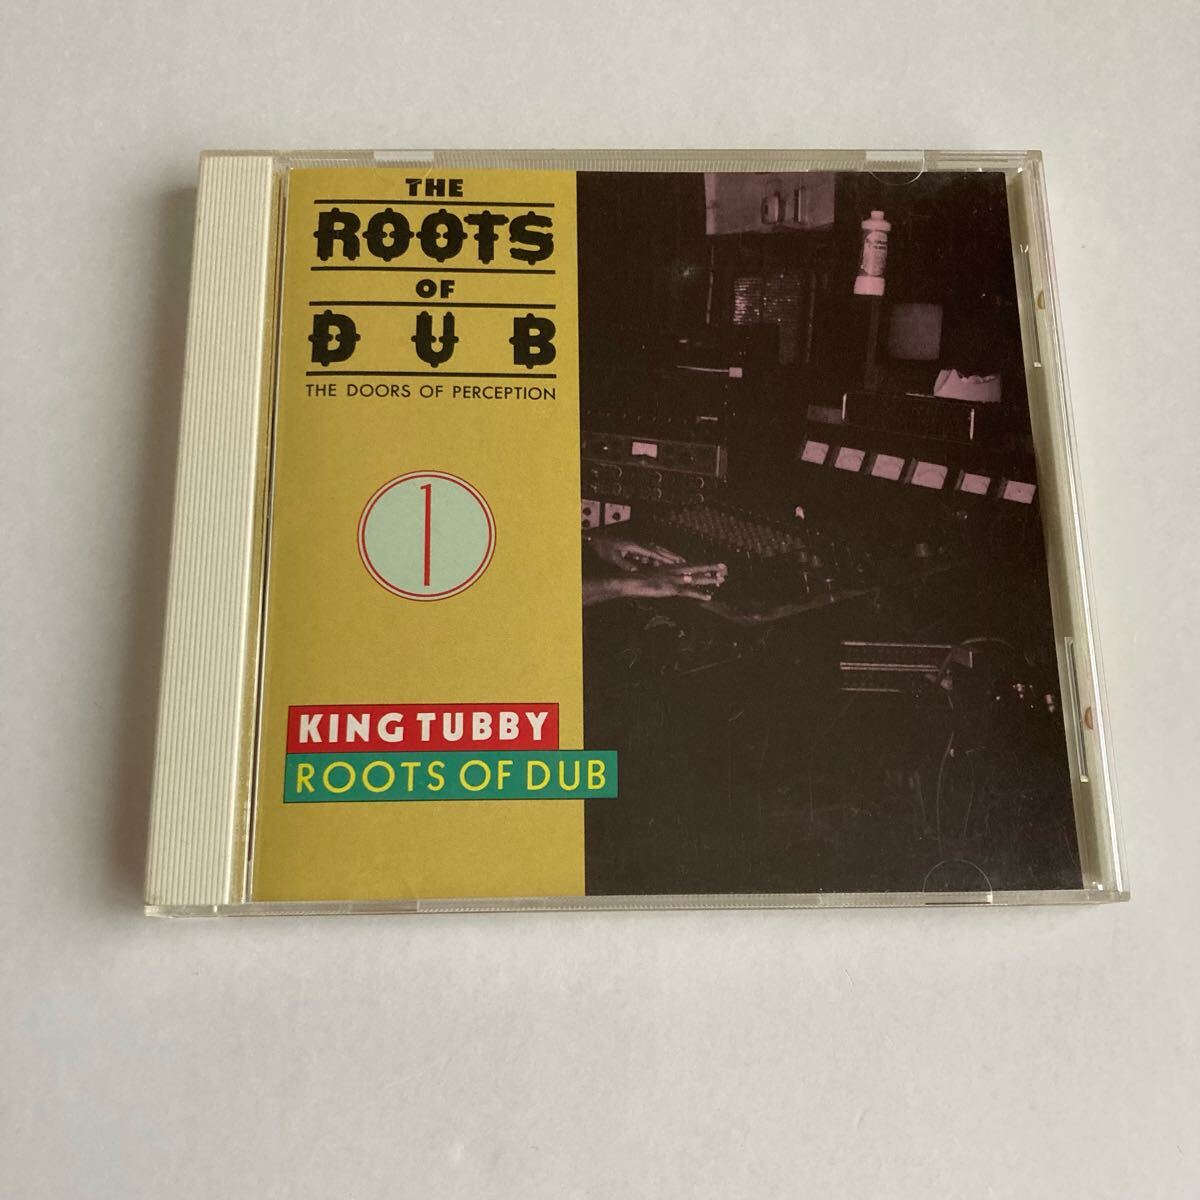 THE
ROOTS
OF
DUB
THE DOORS OF PERCEPTION
1
KING TUBBY
ROOTS OF DUB